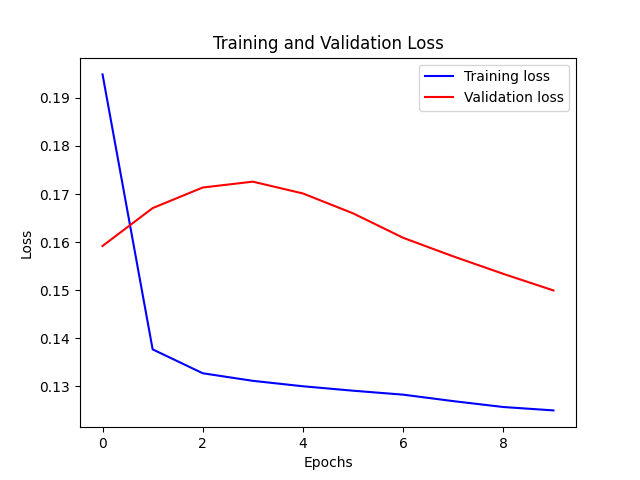 Training and Validation Loss
Training loss
Validation loss
0.19
0.18
0.17
0.16
0.15
0.14
0.13
Loss
0 2 4 6 8
Epochs